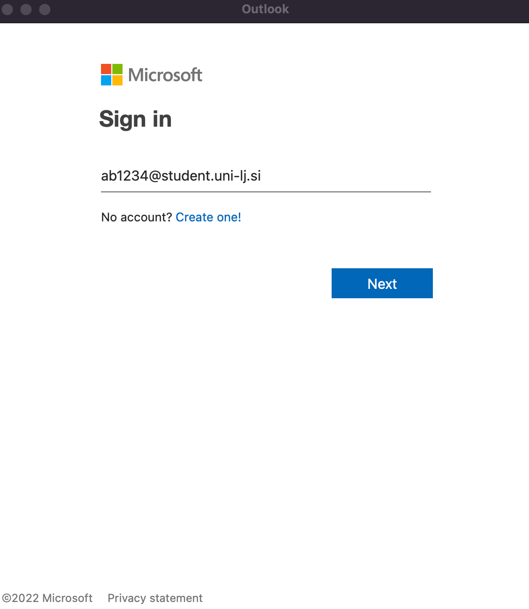 Outlook
Microsoft
Sign in
ab1234@student.uni-lj.si
No account? Create one!
Next
©2022 Microsoft Privacy statement